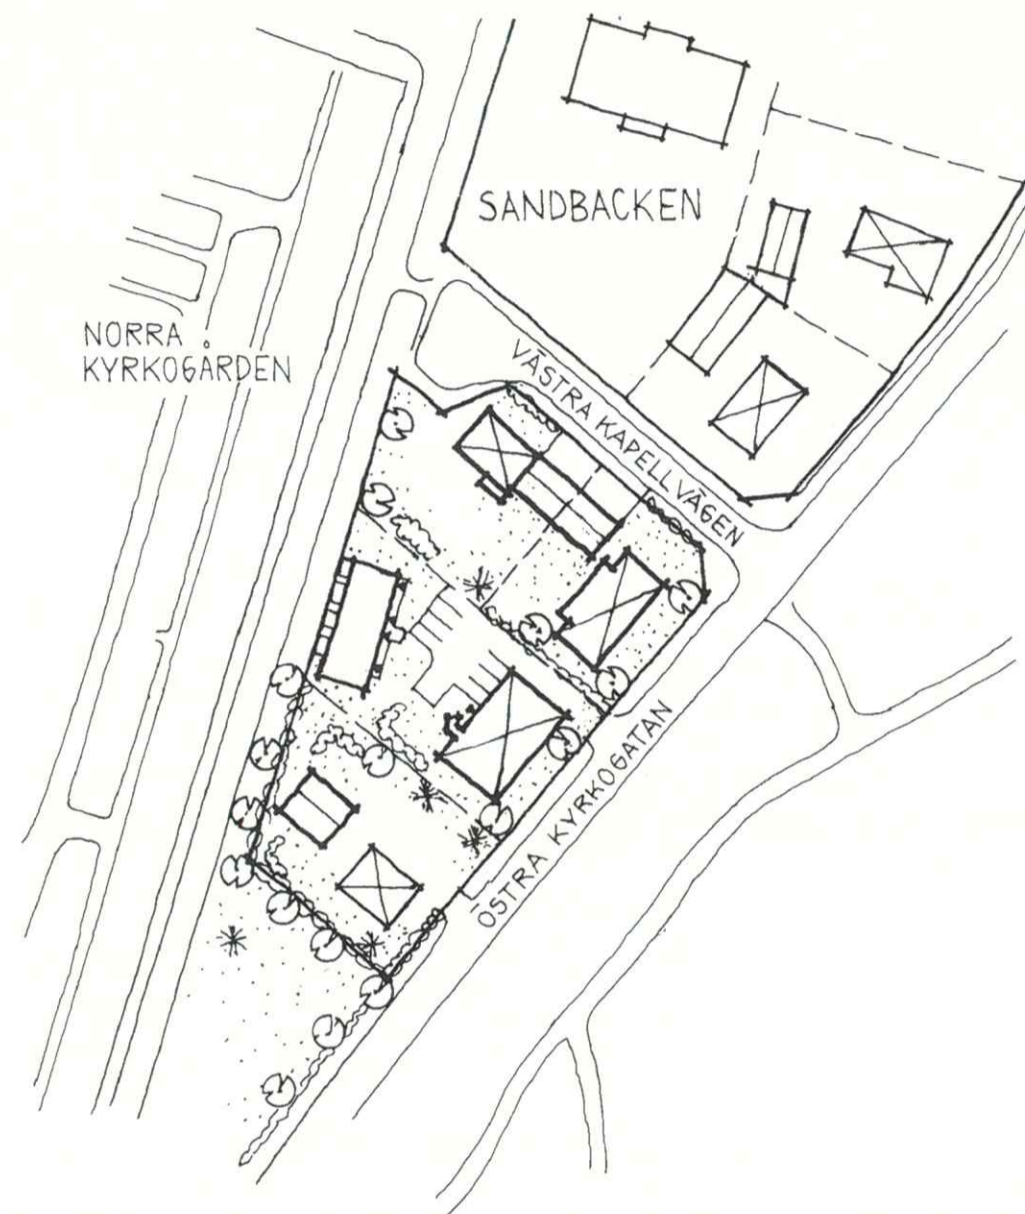 SANDBACKEN
NORRA
KYRKOGÅRDEN
VÄSTRA KAPELLVÄGEN
ÖSTRA KYRKOGATAN